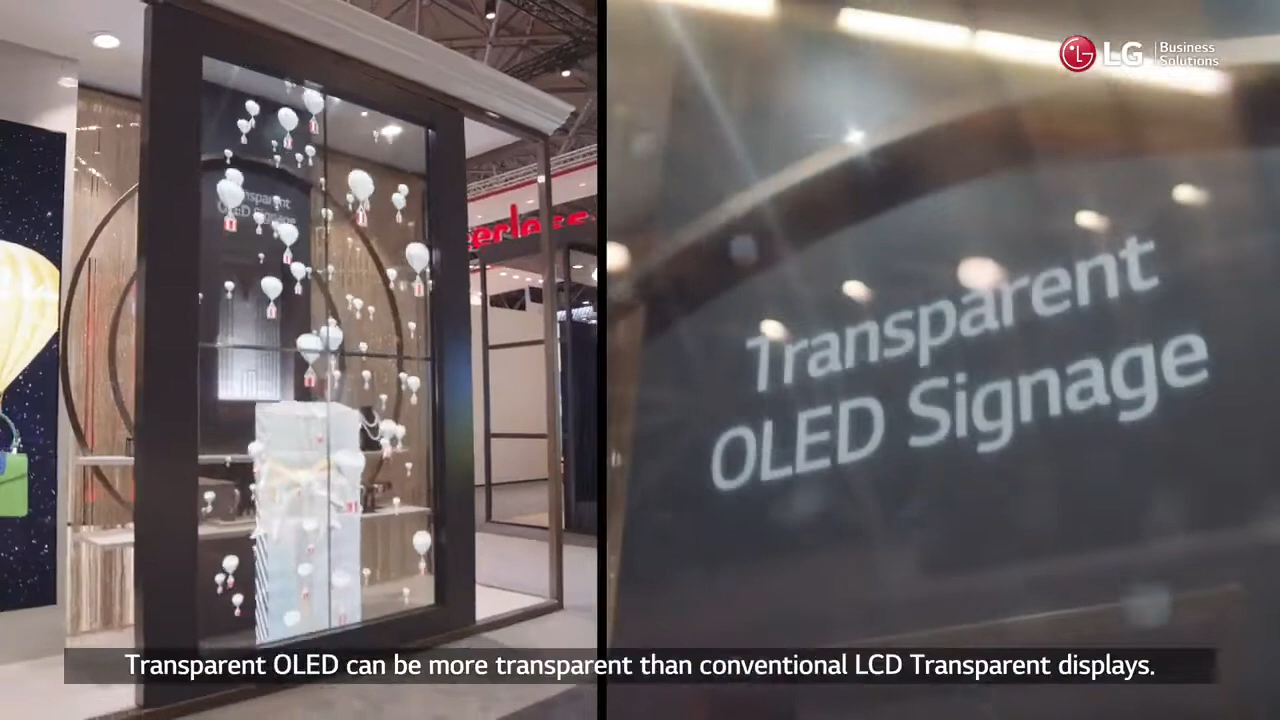 LG Business
Solutions
Transparent
OLED Signage
Transparent
OLED Signage
Transparent OLED can be more transparent than conventional LCD Transparent displays.